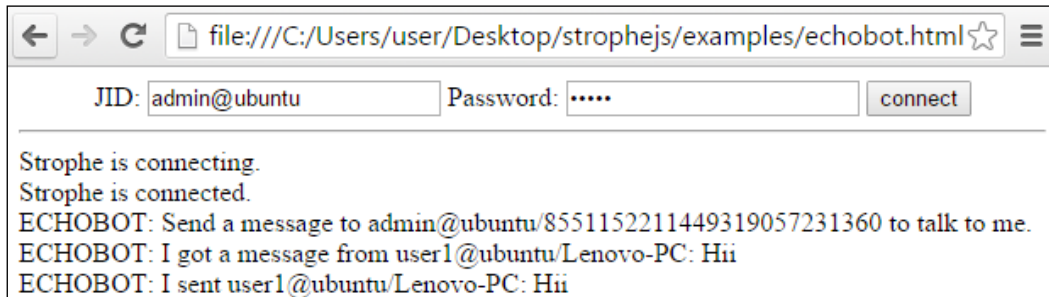 file:///C:/Users/user/Desktop/strophejs/examples/echobot.html
JID: admin@ubuntu Password: ••••• connect
Strophe is connecting.
Strophe is connected.
ECHOBOT: Send a message to admin@ubuntu/8551152211449319057231360 to talk to me.
ECHOBOT: I got a message from user1@ubuntu/Lenovo-PC: Hii
ECHOBOT: I sent user1@ubuntu/Lenovo-PC: Hii